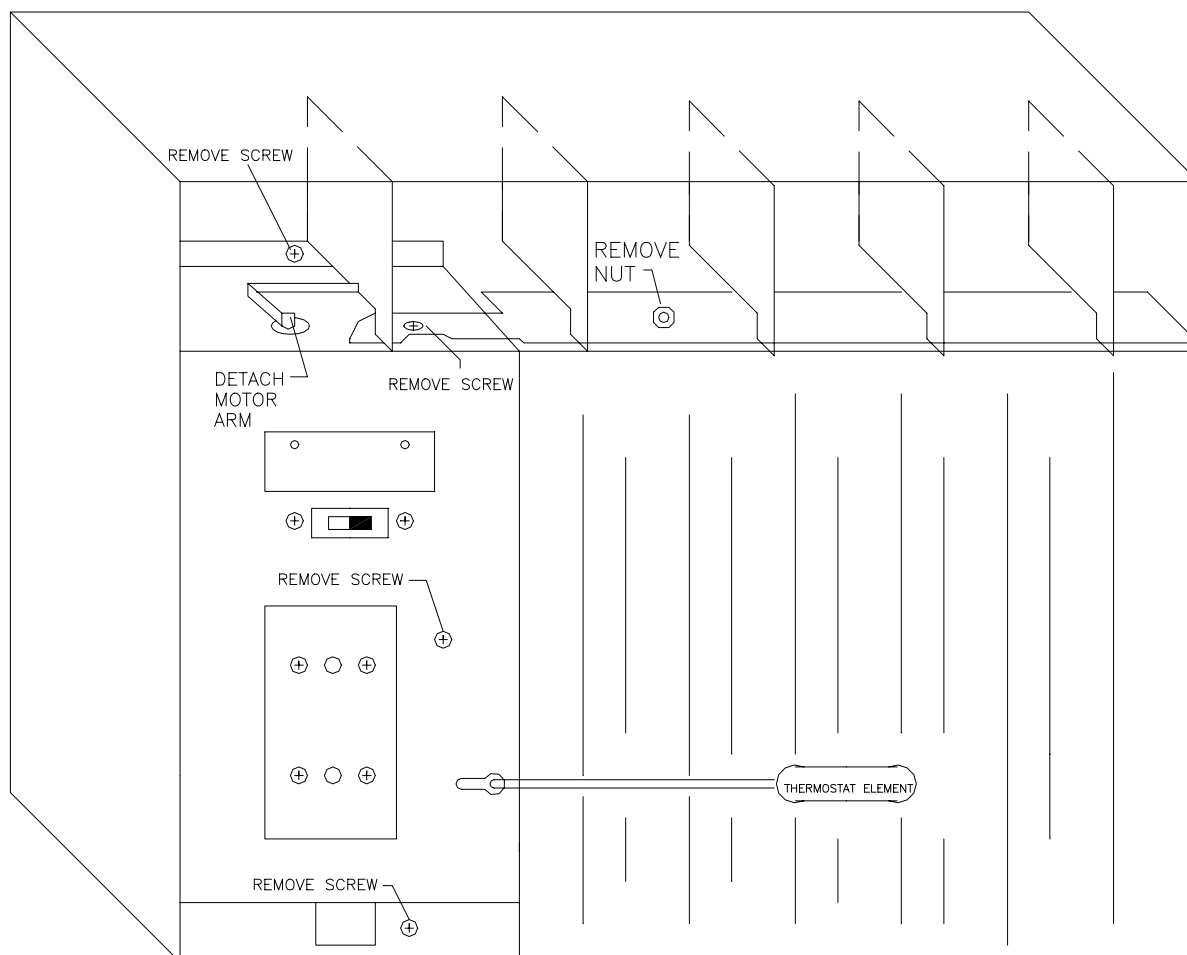 REMOVE SCREW
REMOVE
NUT
DETACH
MOTOR
ARM
REMOVE SCREW
REMOVE SCREW
THERMOSTAT ELEMENT
REMOVE SCREW